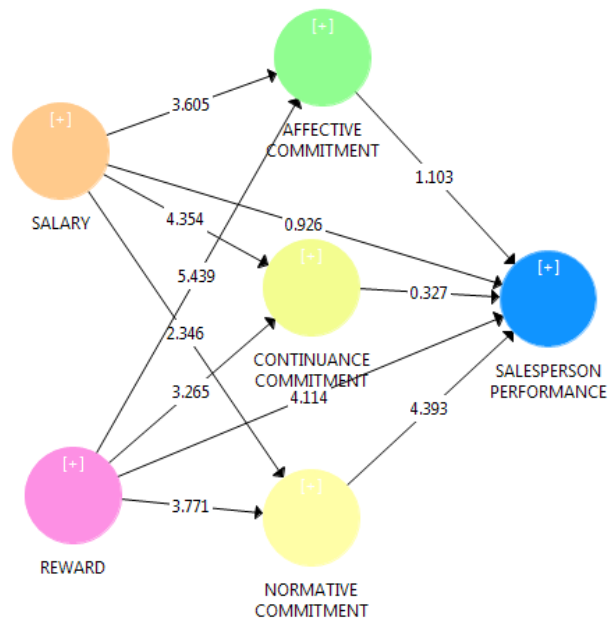 [+]
AFFECTIVE
COMMITMENT
[+]
SALARY
3.605
1.103
4.354
0.926
5.439
[+]
CONTINUANCE
COMMITMENT
0.327
[+]
SALESPERSON
PERFORMANCE
2.346
3.265
4.114
4.393
[+]
REWARD
3.771
[+]
NORMATIVE
COMMITMENT